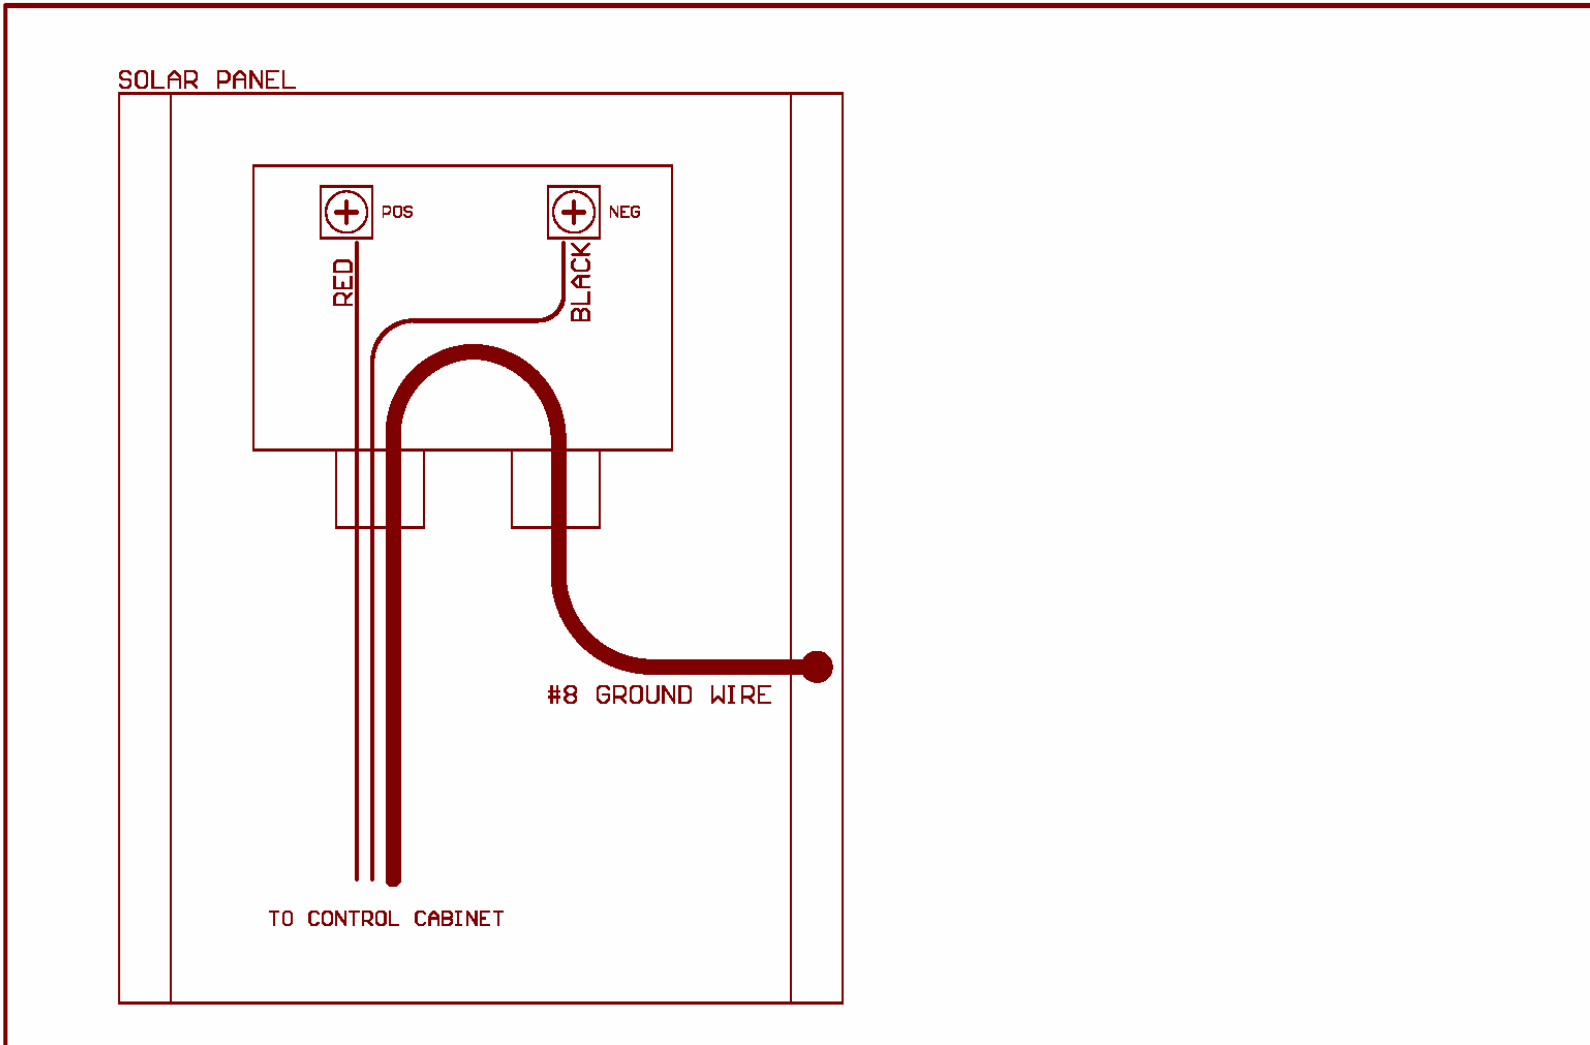 SOLAR PANEL
POS
NEG
RED
BLACK
#8 GROUND WIRE
TO CONTROL CABINET